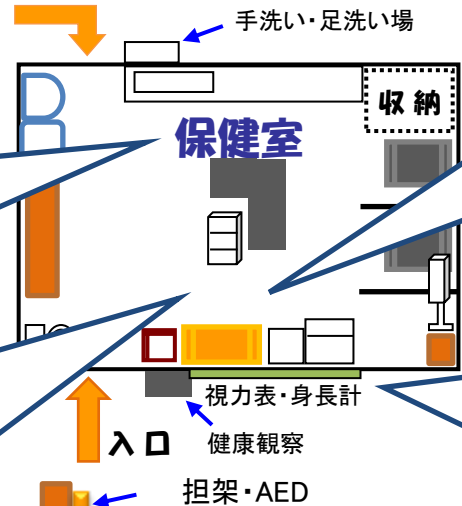 手洗い・足洗い場
収納
保健室
視力表・身長計
入口
健康観察
担架・AED